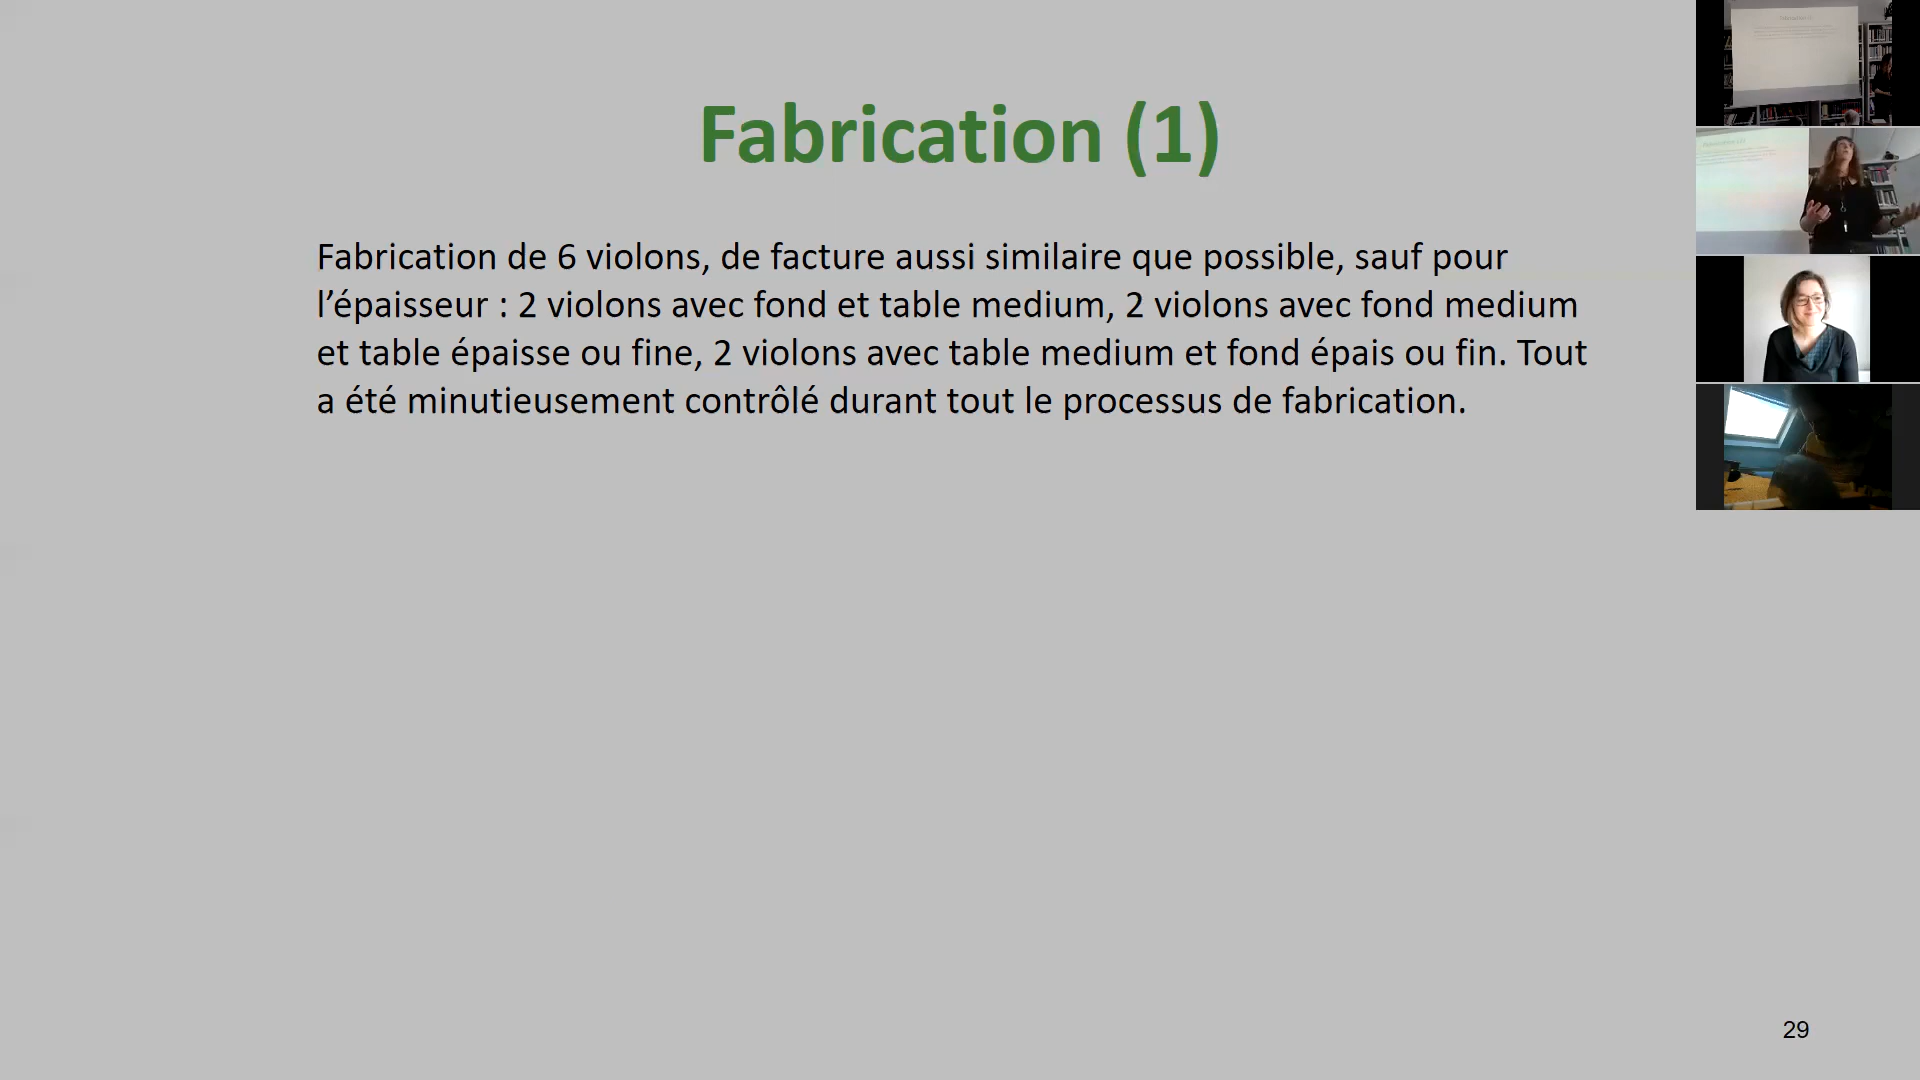 Fabrication (1)
Fabrication de 6 violons, de facture aussi similaire que possible, sauf pour
l’épaisseur : 2 violons avec fond et table medium, 2 violons avec fond medium
et table épaisse ou fine, 2 violons avec table medium et fond épais ou fin. Tout
a été minutieusement contrôlé durant tout le processus de fabrication.
29